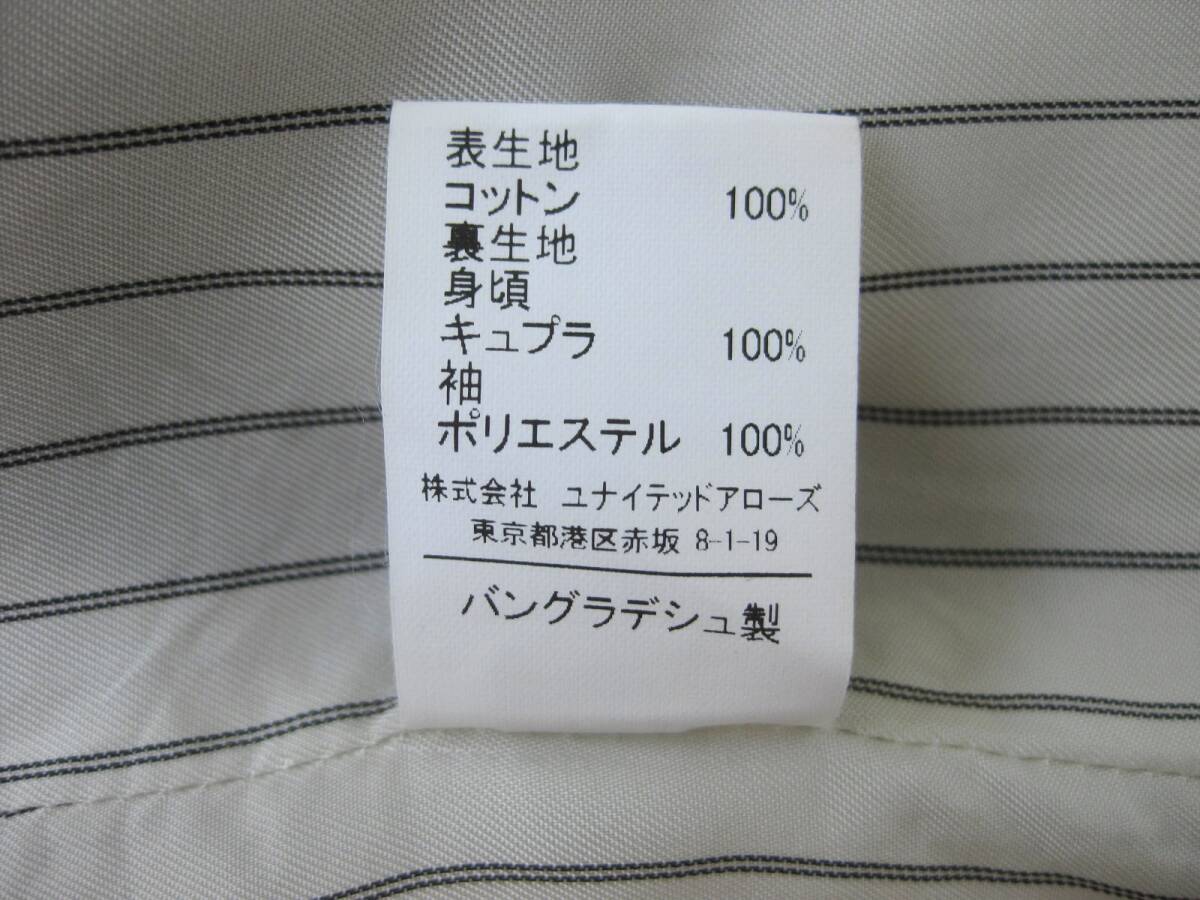 表生地
コットン 100%
裏生地
身頃
キュプラ 100%
袖
ポリエステル 100%
株式会社 ユナイテッドアローズ
東京都港区赤坂 8-1-19
バングラデシュ製